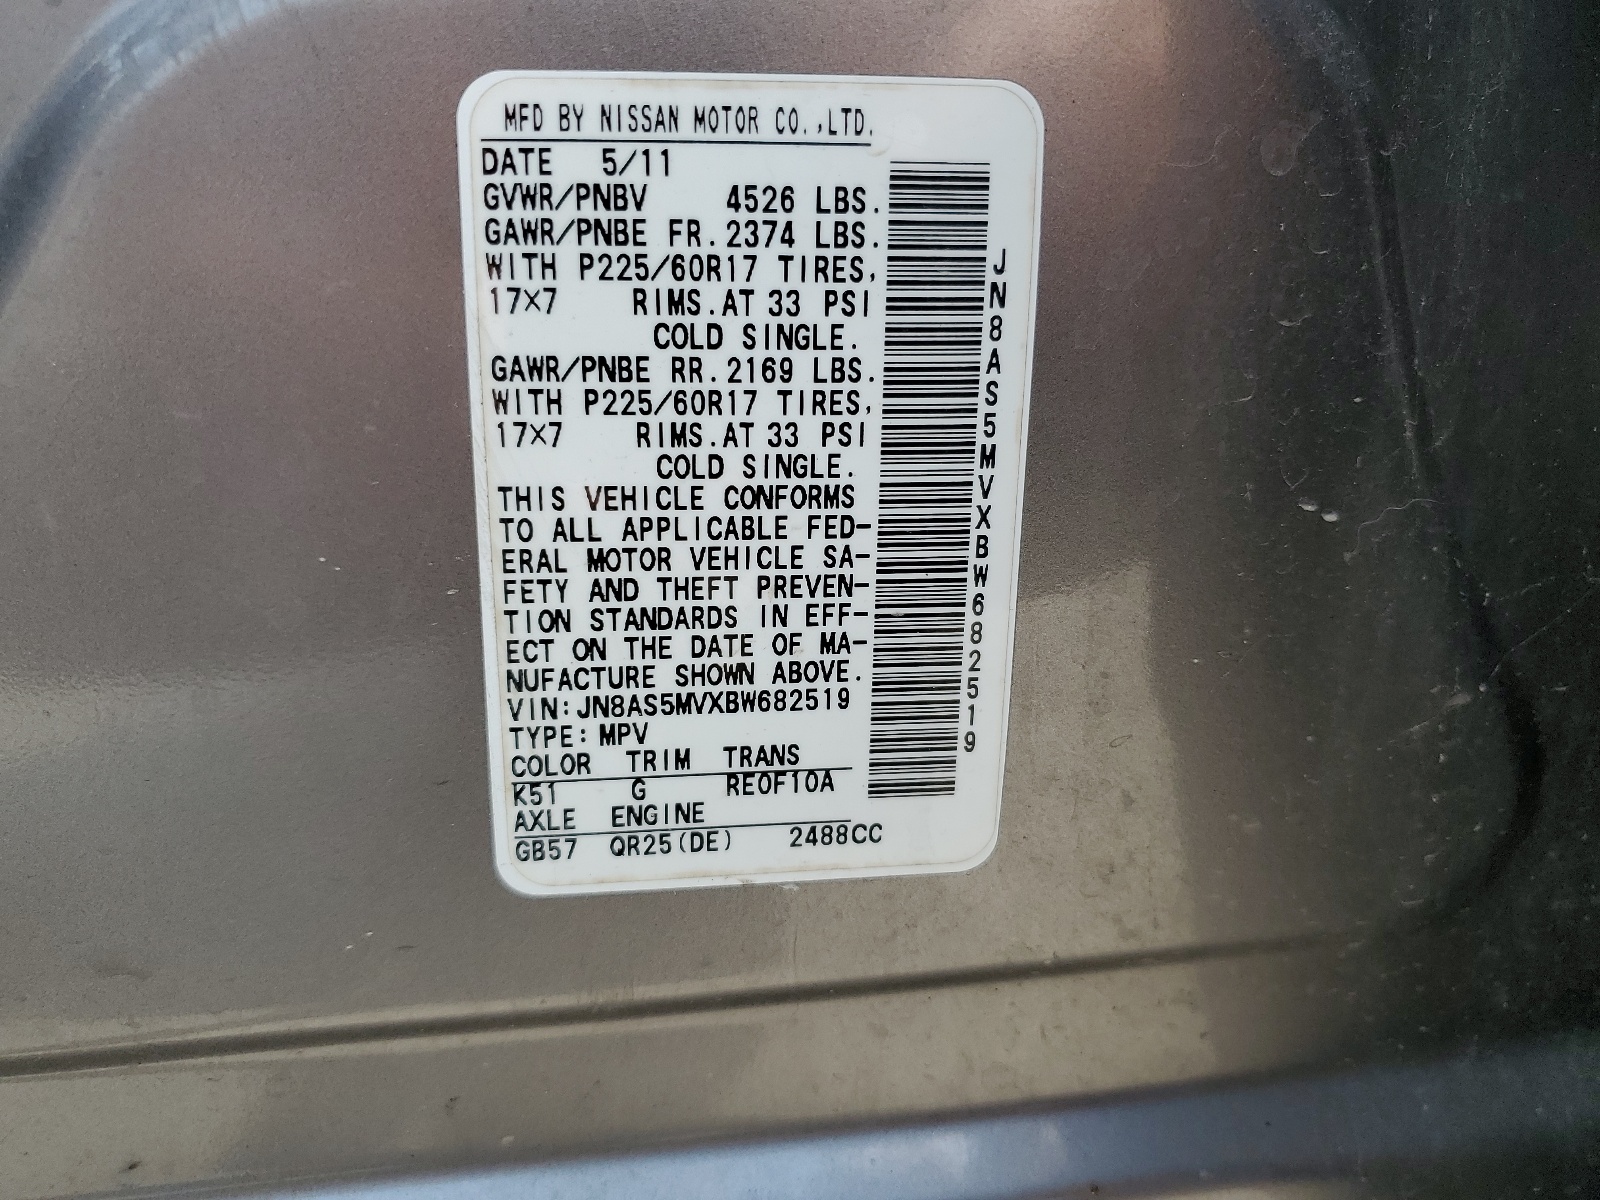 MFD BY NISSAN MOTOR CO.,LTD.
DATE 5/11
GVWR/PNBV 4526 LBS.
GAWR/PNBE FR.2374 LBS.
WITH P225/60R17 TIRES,
17×7 RIMS.AT 33 PSI
COLD SINGLE.
GAWR/PNBE RR.2169 LBS.
WITH P225/60R17 TIRES,
17×7 RIMS.AT 33 PSI
COLD SINGLE.
THIS VEHICLE CONFORMS
TO ALL APPLICABLE FED-
ERAL MOTOR VEHICLE SA-
FETY AND THEFT PREVEN-
TION STANDARDS IN EFF-
ECT ON THE DATE OF MA-
NUFACTURE SHOWN ABOVE.
VIN:JN8AS5MVXBW682519
TYPE:MPV
COLOR TRIM TRANS
K51 G RE0F10A
AXLE ENGINE
GB57 QR25(DE) 2488CC
JN8AS5MVXBW682519